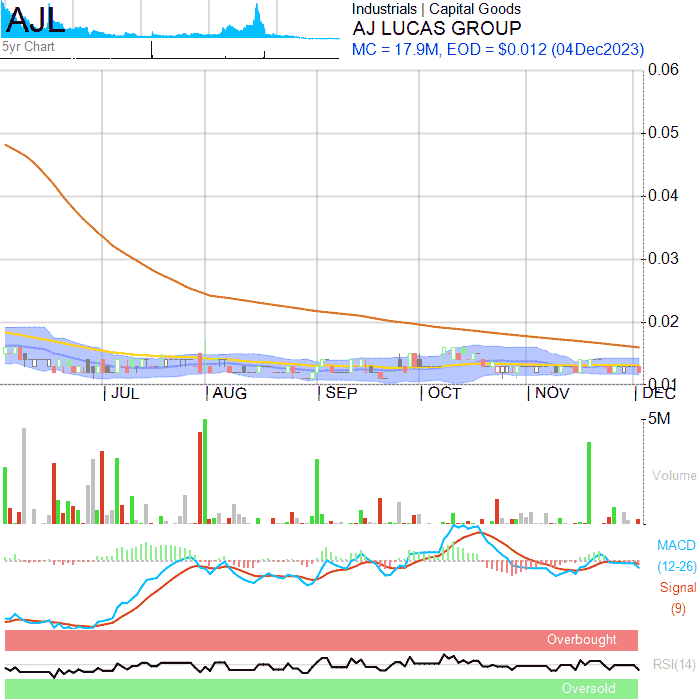 AJL
5yr Chart
Industrials | Capital Goods
AJ LUCAS GROUP
MC = 17.9M, EOD = $0.012 (04Dec2023)
0.06
0.05
0.04
0.03
0.02
0.01
JUL AUG SEP OCT NOV DEC
5M
Volume
MACD
(12-26)
Signal
(9)
Overbought
RSI(14)
Oversold